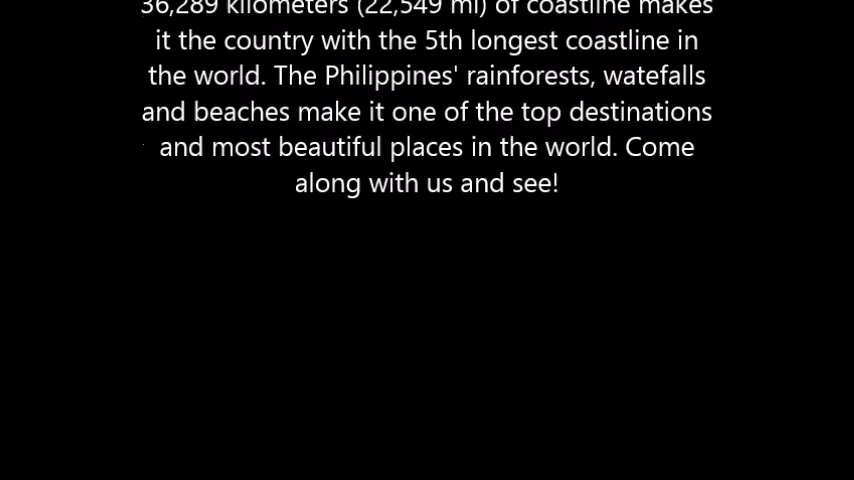 36,289 kilometers (22,549 mi) of coastline makes
it the country with the 5th longest coastline in
the world. The Philippines' rainforests, watefalls
and beaches make it one of the top destinations
and most beautiful places in the world. Come
along with us and see!